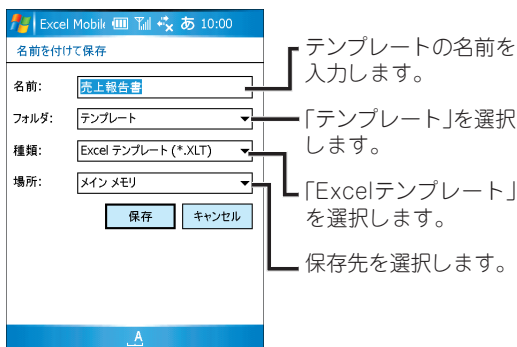 Excel Mobile あ 10:00
名前を付けて保存
名前: 売上報告書
フォルダ: テンプレート
種類: Excel テンプレート (*.XLT)
場所: メイン メモリ
保存 キャンセル
A
テンプレートの名前を
入力します。
「テンプレート」を選択
します。
「Excelテンプレート」
を選択します。
保存先を選択します。